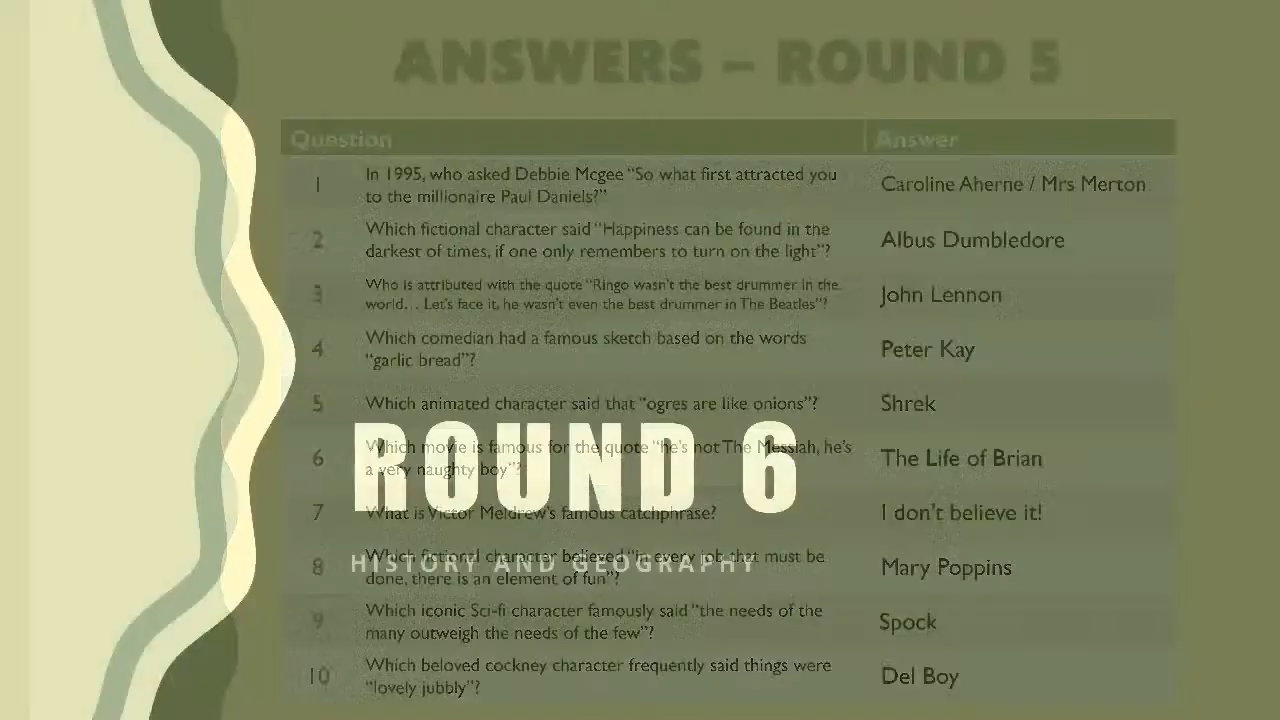 ANSWERS – ROUND 5
Question Answer
1 In 1995, who asked Debbie Mcgee "So what first attracted you
to the millionaire Paul Daniels?" Caroline Aherne / Mrs Merton
2 Which fictional character said "Happiness can be found in the
darkest of times, if one only remembers to turn on the light"? Albus Dumbledore
3 Who is attributed with the quote "Ringo wasn't the best drummer in the
world. . . Let's face it, he wasn't even the best drummer in The Beatles"? John Lennon
4 Which comedian had a famous sketch based on the words
"garlic bread"? Peter Kay
5 Which animated character said that "ogres are like onions"? Shrek
6 Which movie is famous for the quote "he's not The Messiah, he's
a very naughty boy"? The Life of Brian
ROUND 6
7 What is Victor Meldrew's famous catchphrase? I don't believe it!
HISTORY AND GEOGRAPHY
8 Which fictional character believed "in every job that must be
done, there is an element of fun"? Mary Poppins
9 Which iconic Sci-fi character famously said "the needs of the
many outweigh the needs of the few"? Spock
10 Which beloved cockney character frequently said things were
"lovely jubbly"? Del Boy